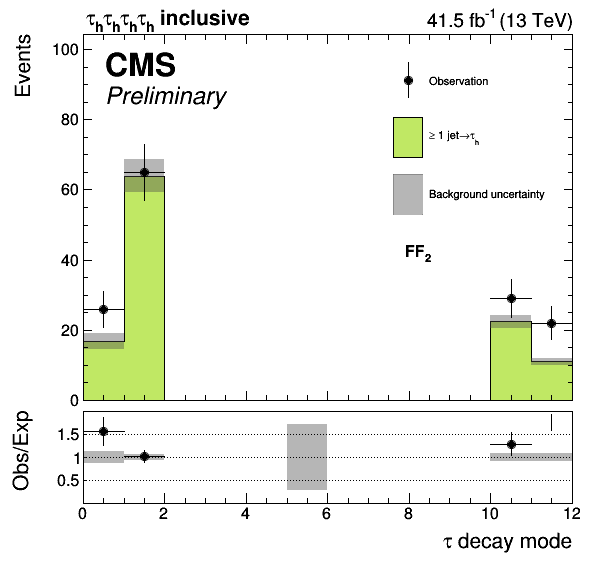 τhτhτhτh inclusive 41.5 fb⁻¹ (13 TeV)
CMS
Preliminary
Observation
≥ 1 jet→τh
Background uncertainty
FF₂
Events
100
80
60
40
20
0
Obs/Exp
1.5
1
0.5
0 2 4 6 8 10 12
τ decay mode